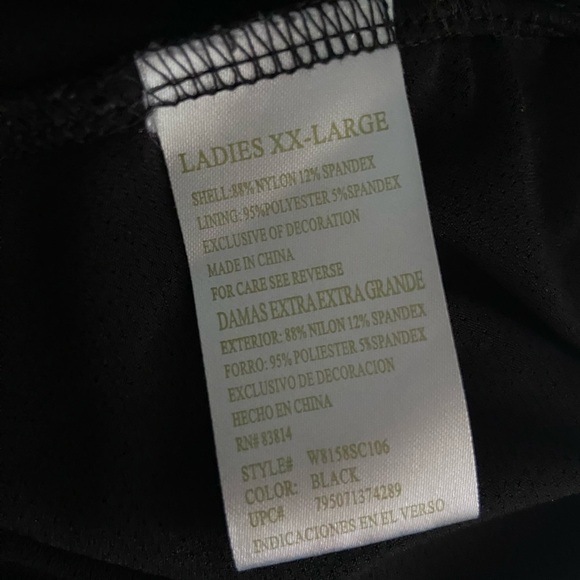 LADIES XX-LARGE
SHELL:88% NYLON 12% SPANDEX
LINING: 95%POLYESTER 5%SPANDEX
EXCLUSIVE OF DECORATION
MADE IN CHINA
FOR CARE SEE REVERSE
DAMAS EXTRA EXTRA GRANDE
EXTERIOR: 88% NILON 12% SPANDEX
FORRO: 95% POLIESTER 5%SPANDEX
EXCLUSIVO DE DECORACION
HECHO EN CHINA
RN# 83814
STYLE# W8158SC106
COLOR: BLACK
UPC# 795071374289
INDICACIONES EN EL VERSO